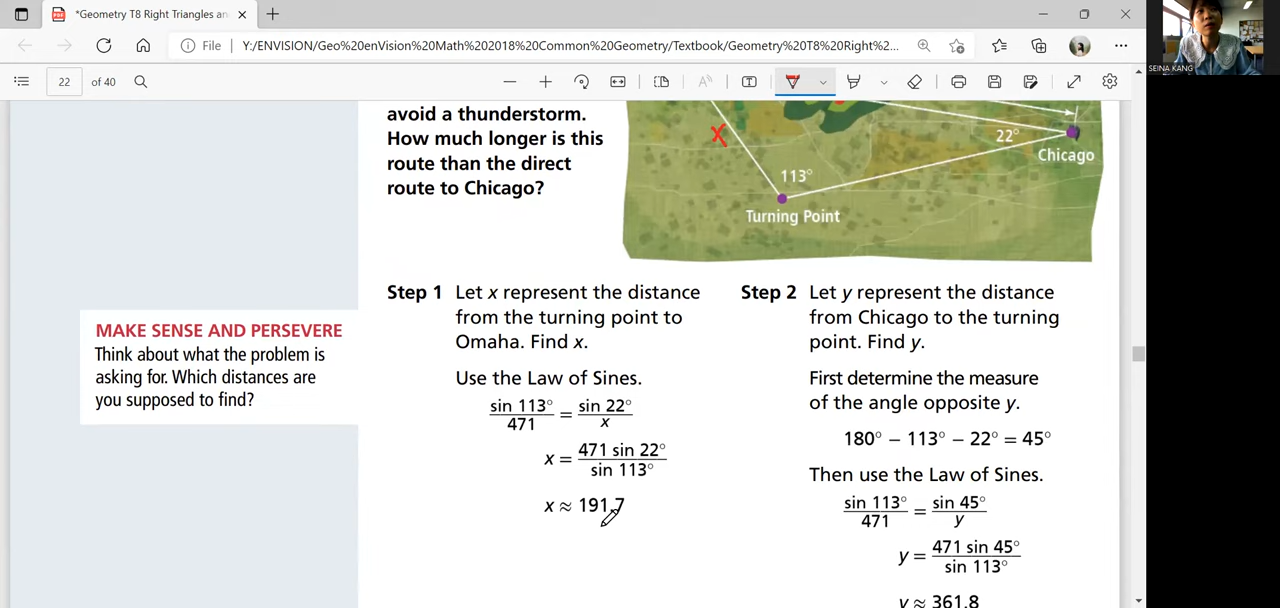 *Geometry T8 Right Triangles an
File
Y:/ENVISION/Geo%20enVision%20Math%202018%20Common%20Geometry/Textbook/Geometry%20T8%20Right%2...
22 of 40
SEINA KANG
avoid a thunderstorm.
How much longer is this
route than the direct
route to Chicago?
X
22°
Chicago
113°
Turning Point
MAKE SENSE AND PERSEVERE
Think about what the problem is
asking for. Which distances are
you supposed to find?
Step 1 Let x represent the distance
from the turning point to
Omaha. Find x.
Use the Law of Sines.
sin 113° / 471 = sin 22° / x
x = 471 sin 22° / sin 113°
x ≈ 191.7
Step 2 Let y represent the distance
from Chicago to the turning
point. Find y.
First determine the measure
of the angle opposite y.
180° − 113° − 22° = 45°
Then use the Law of Sines.
sin 113° / 471 = sin 45° / y
y = 471 sin 45° / sin 113°
y ≈ 361.8